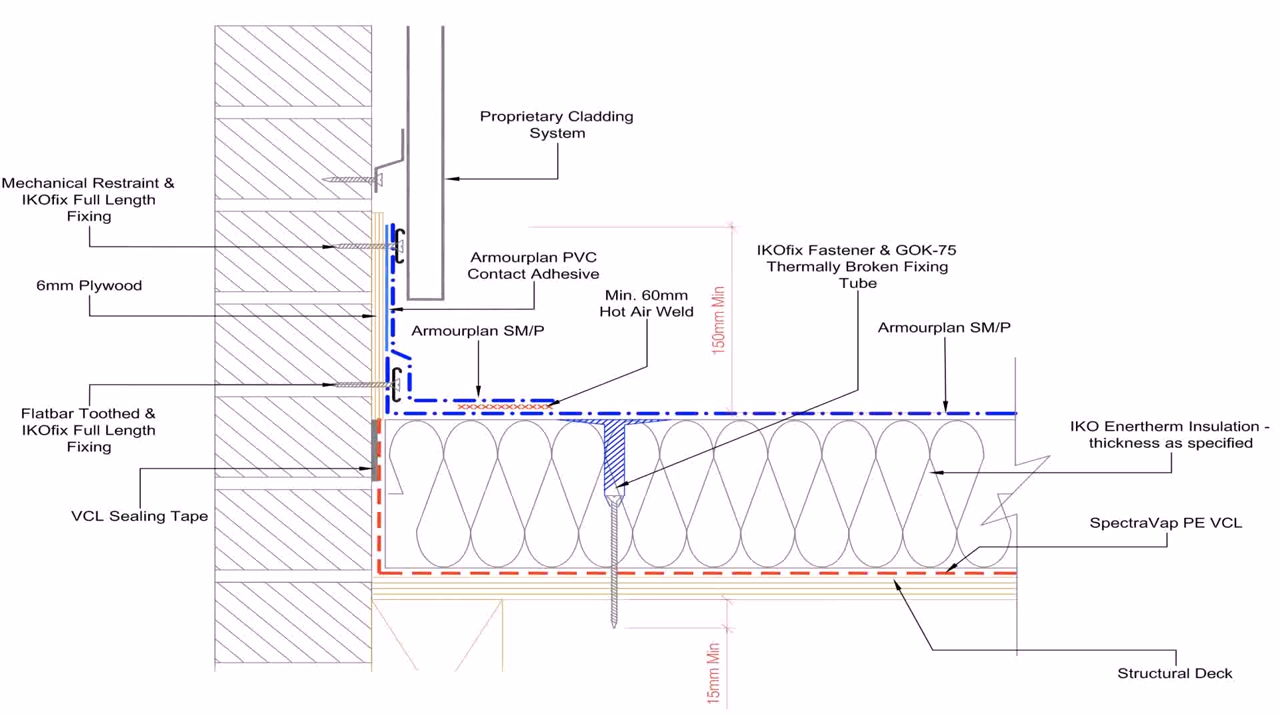 Proprietary Cladding
System
Mechanical Restraint &
IKOfix Full Length
Fixing
6mm Plywood
Armourplan PVC
Contact Adhesive
Min. 60mm
Hot Air Weld
Armourplan SM/P
150mm Min
IKOfix Fastener & GOK-75
Thermally Broken Fixing
Tube
Armourplan SM/P
Flatbar Toothed &
IKOfix Full Length
Fixing
VCL Sealing Tape
IKO Enertherm Insulation -
thickness as specified
SpectraVap PE VCL
15mm Min
Structural Deck